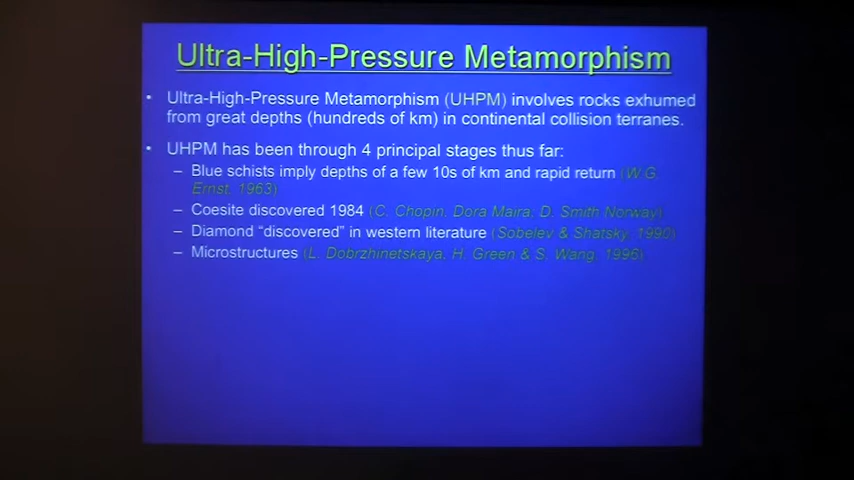 Ultra-High-Pressure Metamorphism
• Ultra-High-Pressure Metamorphism (UHPM) involves rocks exhumed
from great depths (hundreds of km) in continental collision terranes.
• UHPM has been through 4 principal stages thus far:
– Blue schists imply depths of a few 10s of km and rapid return (W.G.
Ernst, 1963)
– Coesite discovered 1984 (C. Chopin, Dora Maira; D. Smith Norway)
– Diamond “discovered” in western literature (Sobelev & Shatsky, 1990)
– Microstructures (L. Dobrzhinetskaya, H. Green & S. Wang, 1996)